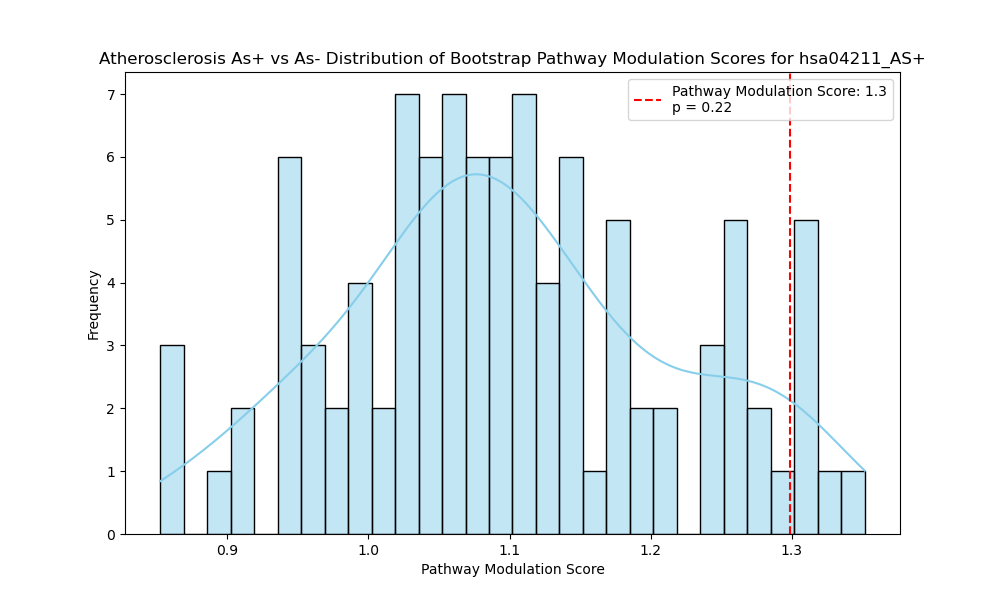 Atherosclerosis As+ vs As- Distribution of Bootstrap Pathway Modulation Scores for hsa04211_AS+
Pathway Modulation Score: 1.3
p = 0.22
Frequency
7
6
5
4
3
2
1
0
0.9 1.0 1.1 1.2 1.3
Pathway Modulation Score